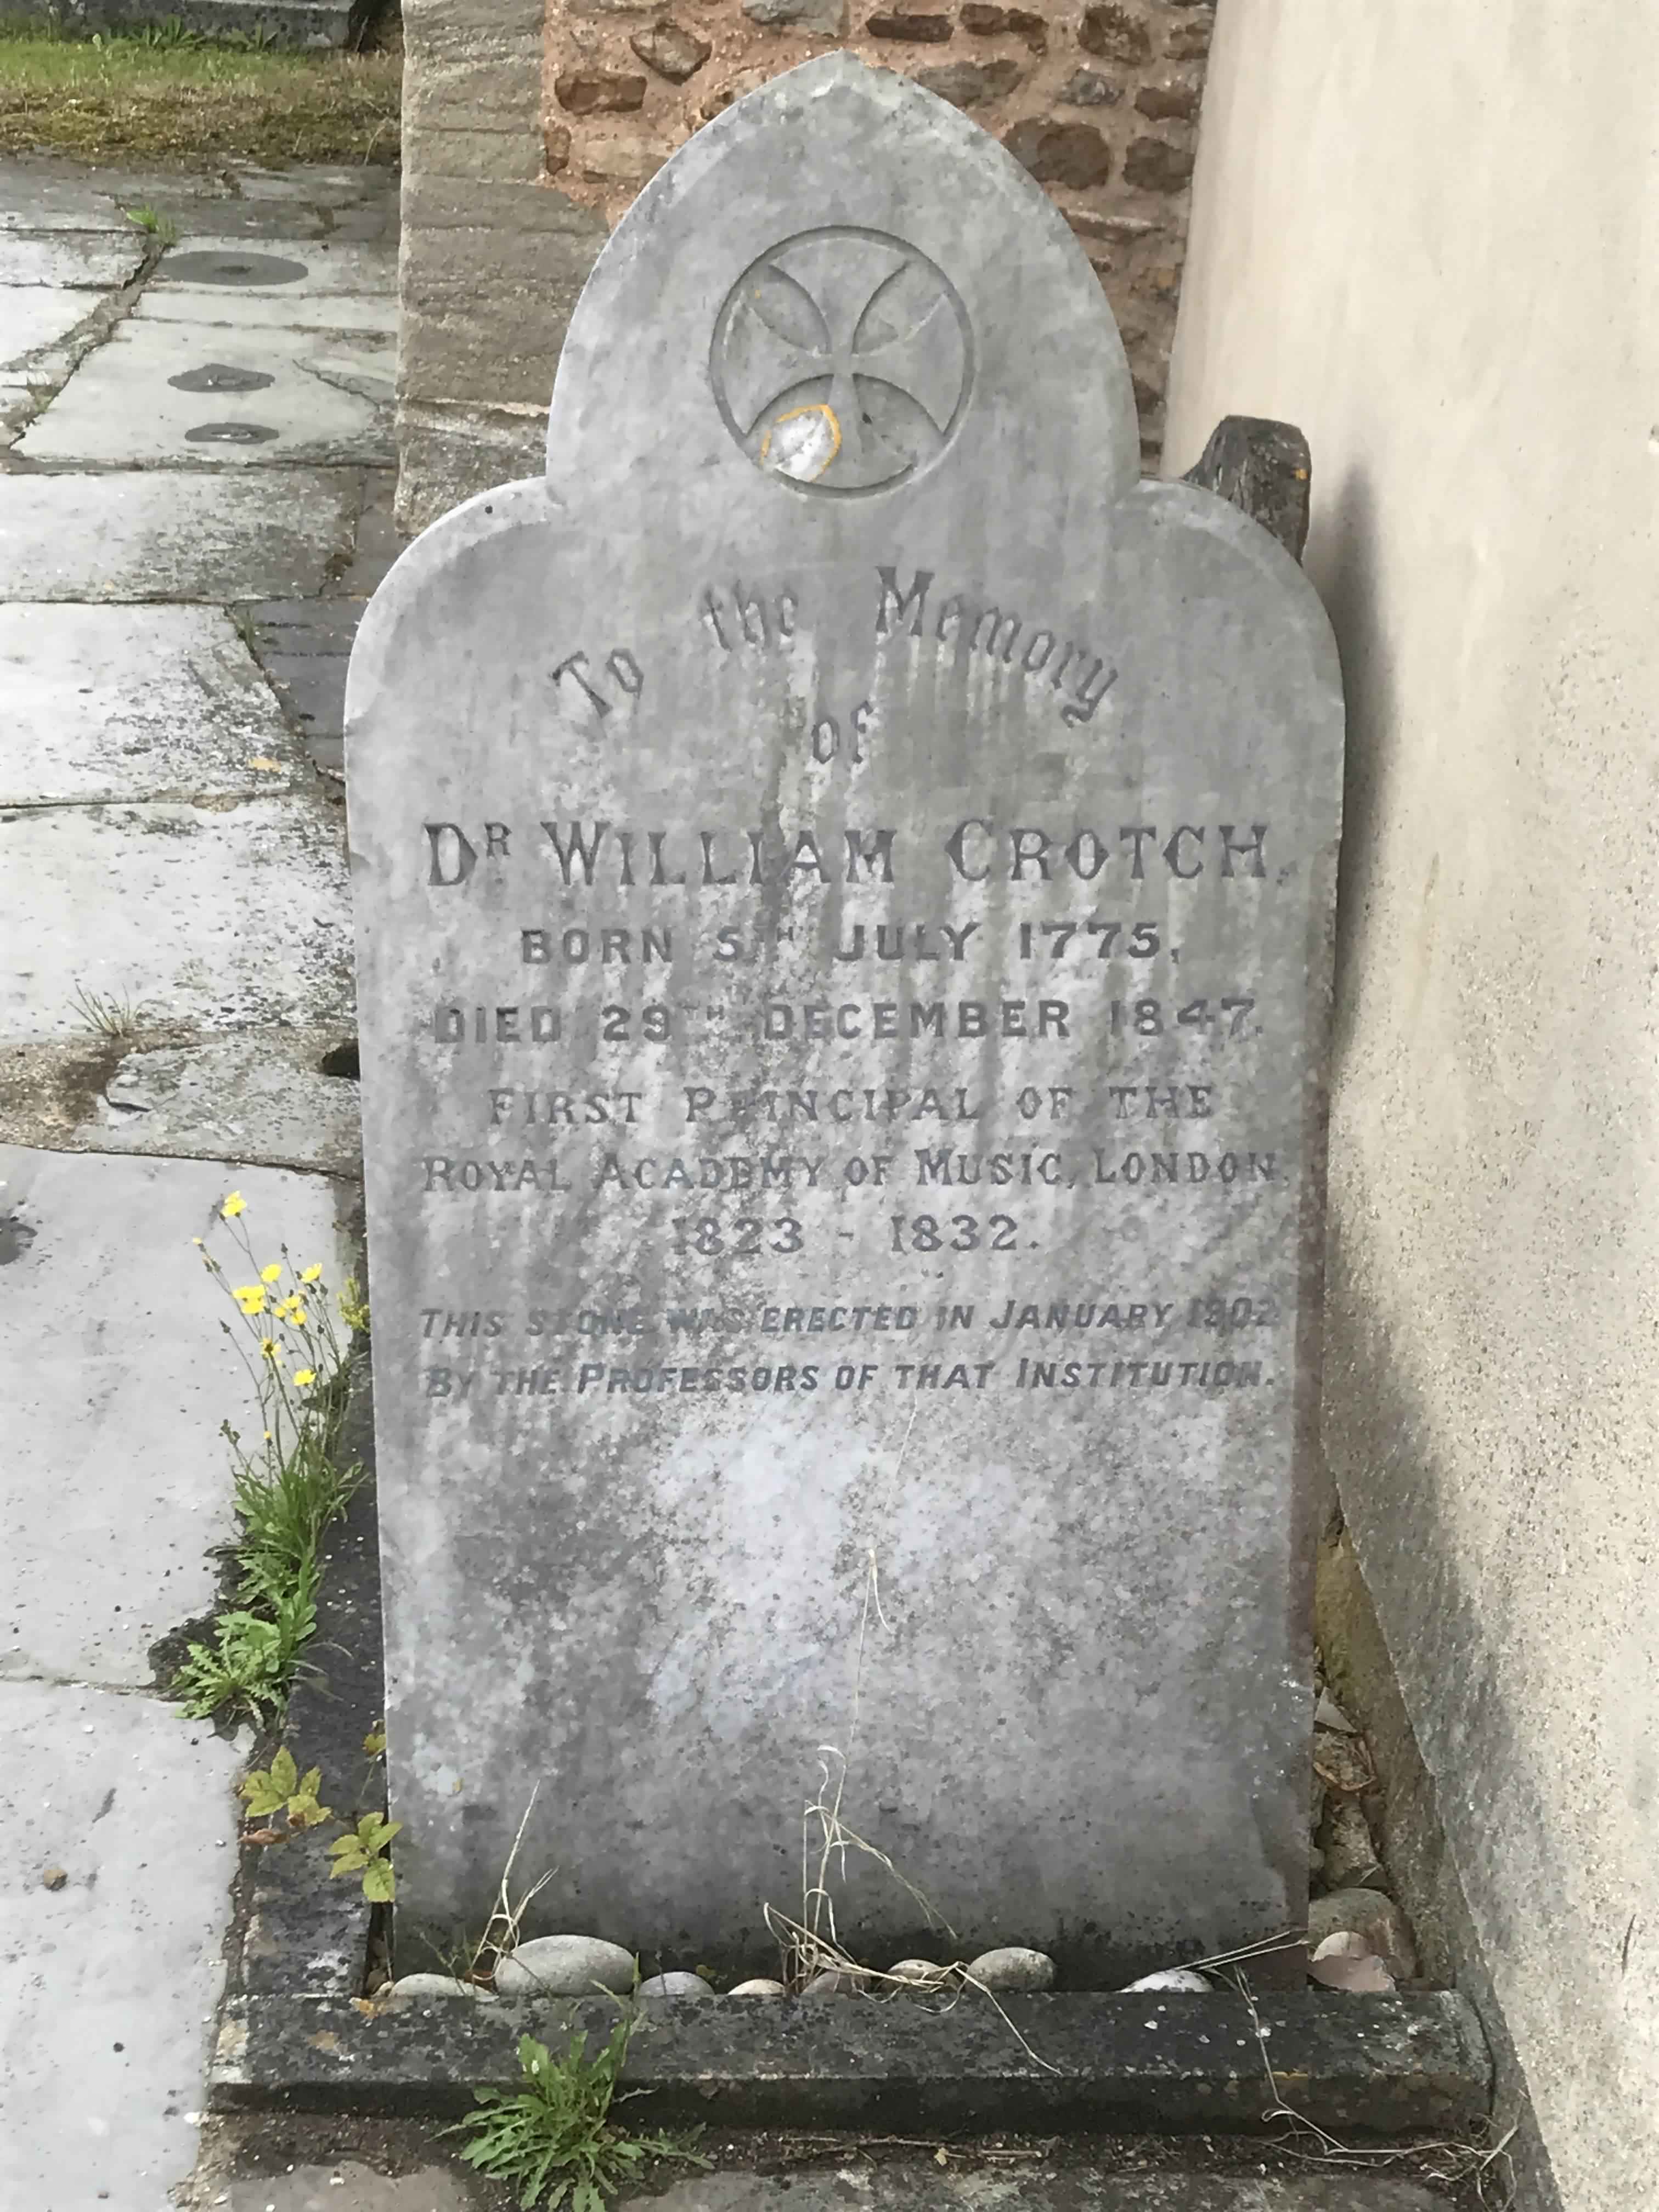 To the Memory
of
DR WILLIAM CROTCH.
BORN 5TH JULY 1775,
DIED 29TH DECEMBER 1847.
FIRST PRINCIPAL OF THE
ROYAL ACADEMY OF MUSIC, LONDON,
1823 - 1832.
THIS STONE WAS ERECTED IN JANUARY 1902
BY THE PROFESSORS OF THAT INSTITUTION.